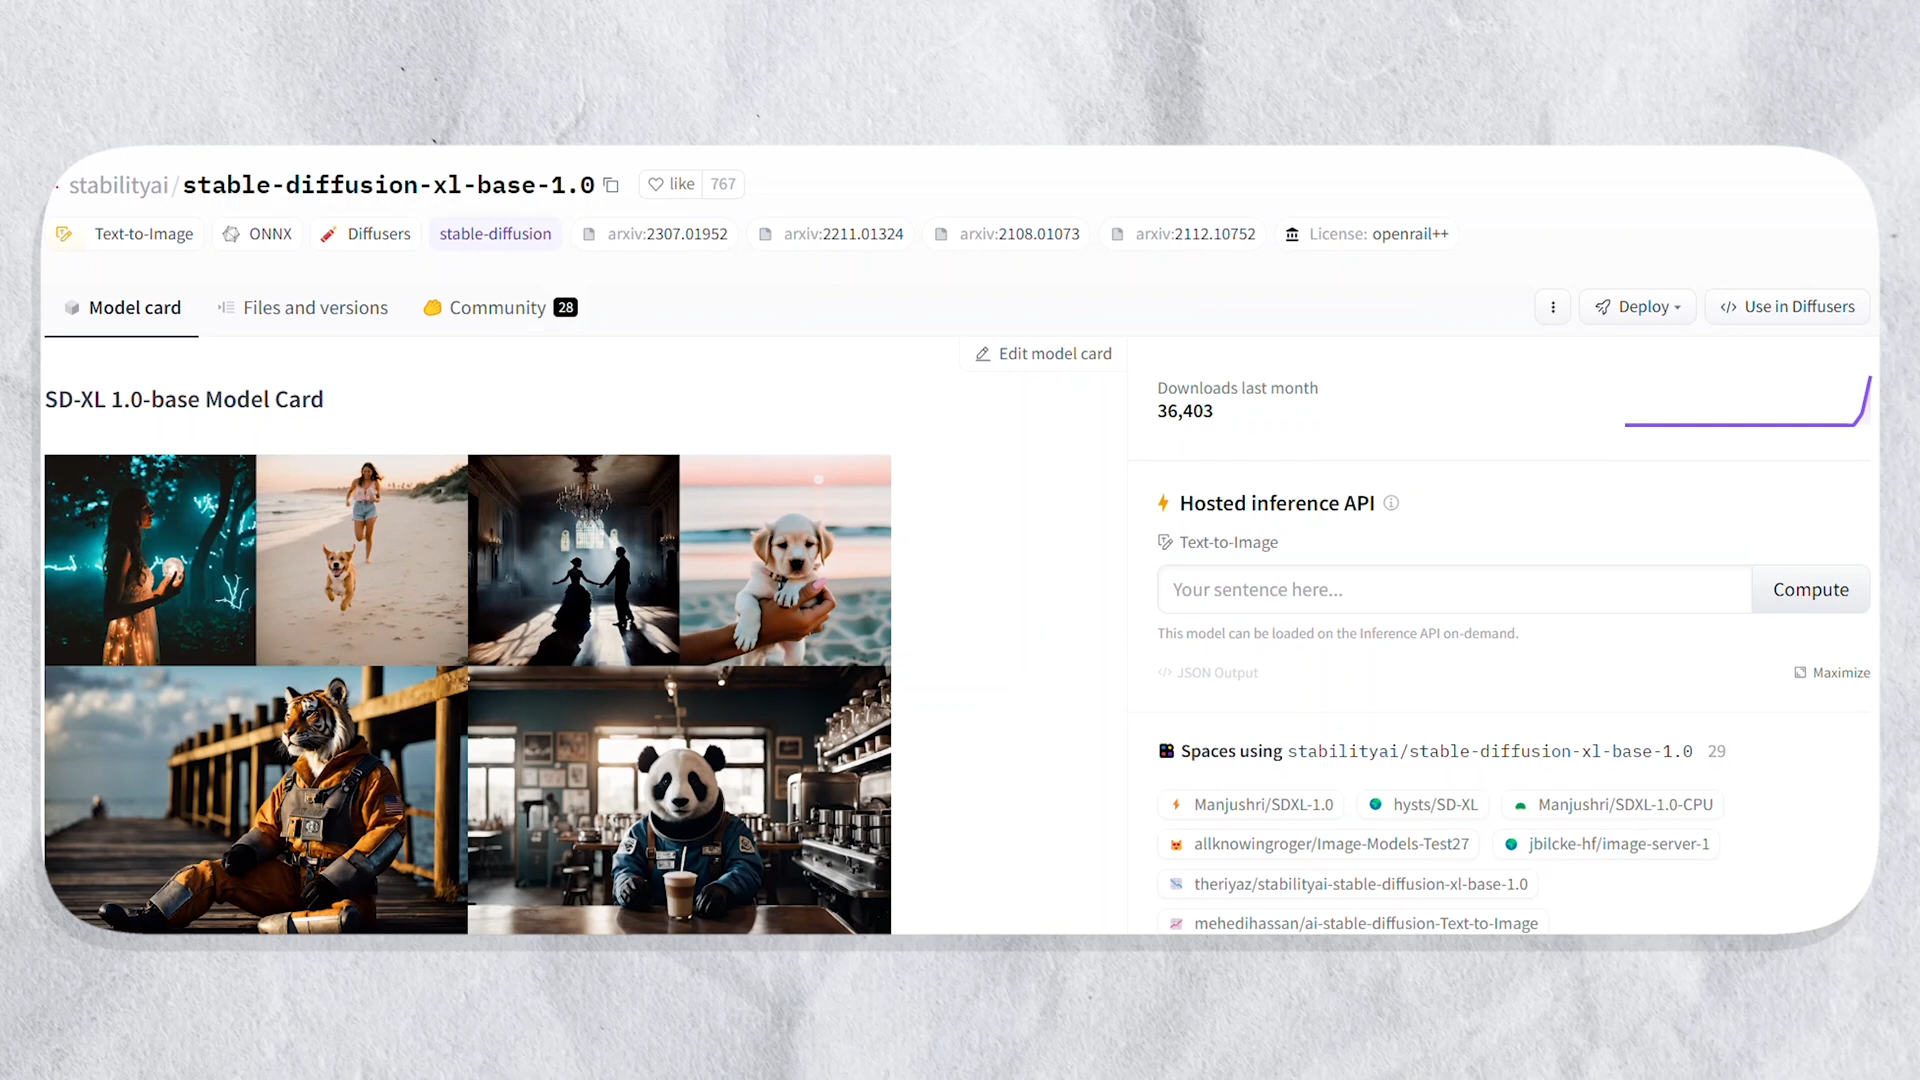 stabilityai/stable-diffusion-xl-base-1.0 like 767
Text-to-Image ONNX Diffusers stable-diffusion arxiv:2307.01952 arxiv:2211.01324 arxiv:2108.01073 arxiv:2112.10752 License: openrail++
Model card Files and versions Community 28 Deploy Use in Diffusers
Edit model card
SD-XL 1.0-base Model Card
Downloads last month
36,403
Hosted inference API
Text-to-Image
Your sentence here... Compute
This model can be loaded on the Inference API on-demand.
JSON Output Maximize
Spaces using stabilityai/stable-diffusion-xl-base-1.0 29
Manjushri/SDXL-1.0 hysts/SD-XL Manjushri/SDXL-1.0-CPU
allknowingroger/Image-Models-Test27 jbilcke-hf/image-server-1
theriyaz/stabilityai-stable-diffusion-xl-base-1.0
mehedihassan/ai-stable-diffusion-Text-to-Image